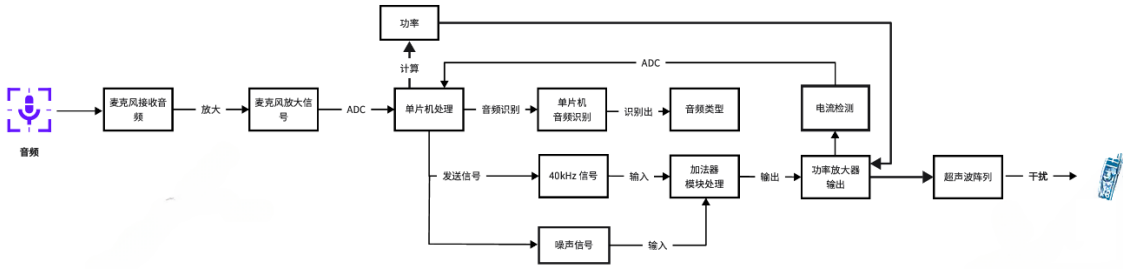 功率
计算
ADC
音频
麦克风接收音
频
放大
麦克风放大信
号
ADC
单片机处理
音频识别
单片机
音频识别
识别出
音频类型
电流检测
发送信号
40kHz 信号
输入
加法器
模块处理
输出
功率放大器
输出
超声波阵列
干扰
噪声信号
输入